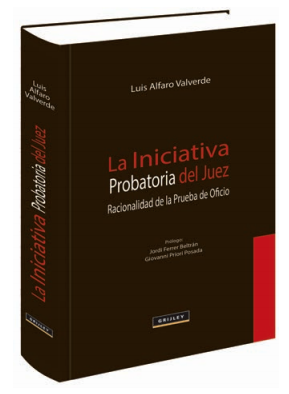 Luis
Alfaro
Valverde
La Iniciativa Probatoria del Juez
Luis Alfaro Valverde
La Iniciativa
Probatoria del Juez
Racionalidad de la Prueba de Oficio
Prólogo:
Jordi Ferrer Beltrán
Giovanni Priori Posada
GRIJLEY
GRIJLEY